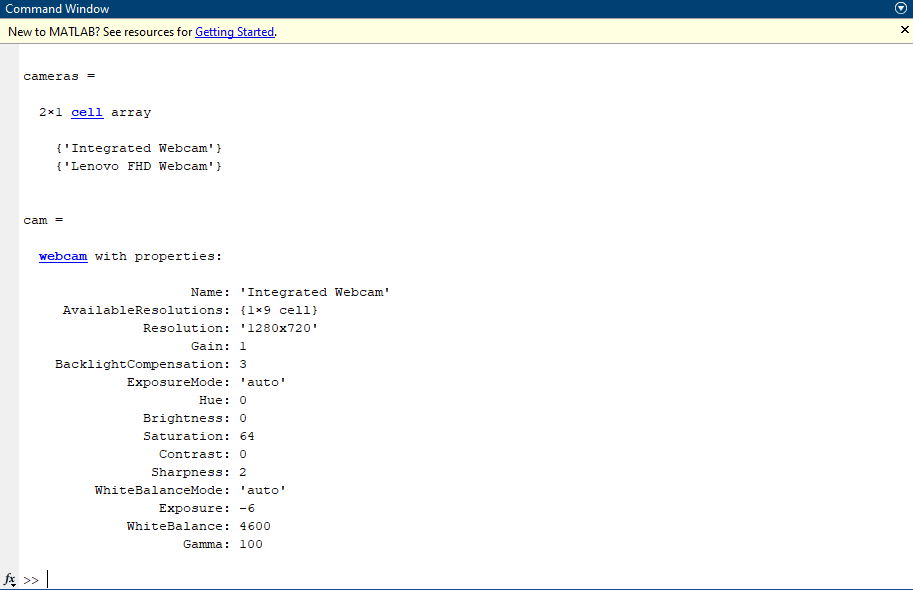 Command Window
New to MATLAB? See resources for Getting Started.
cameras =
2×1 cell array
{'Integrated Webcam'}
{'Lenovo FHD Webcam'}
cam =
webcam with properties:
Name: 'Integrated Webcam'
AvailableResolutions: {1×9 cell}
Resolution: '1280x720'
Gain: 1
BacklightCompensation: 3
ExposureMode: 'auto'
Hue: 0
Brightness: 0
Saturation: 64
Contrast: 0
Sharpness: 2
WhiteBalanceMode: 'auto'
Exposure: -6
WhiteBalance: 4600
Gamma: 100
fx >>